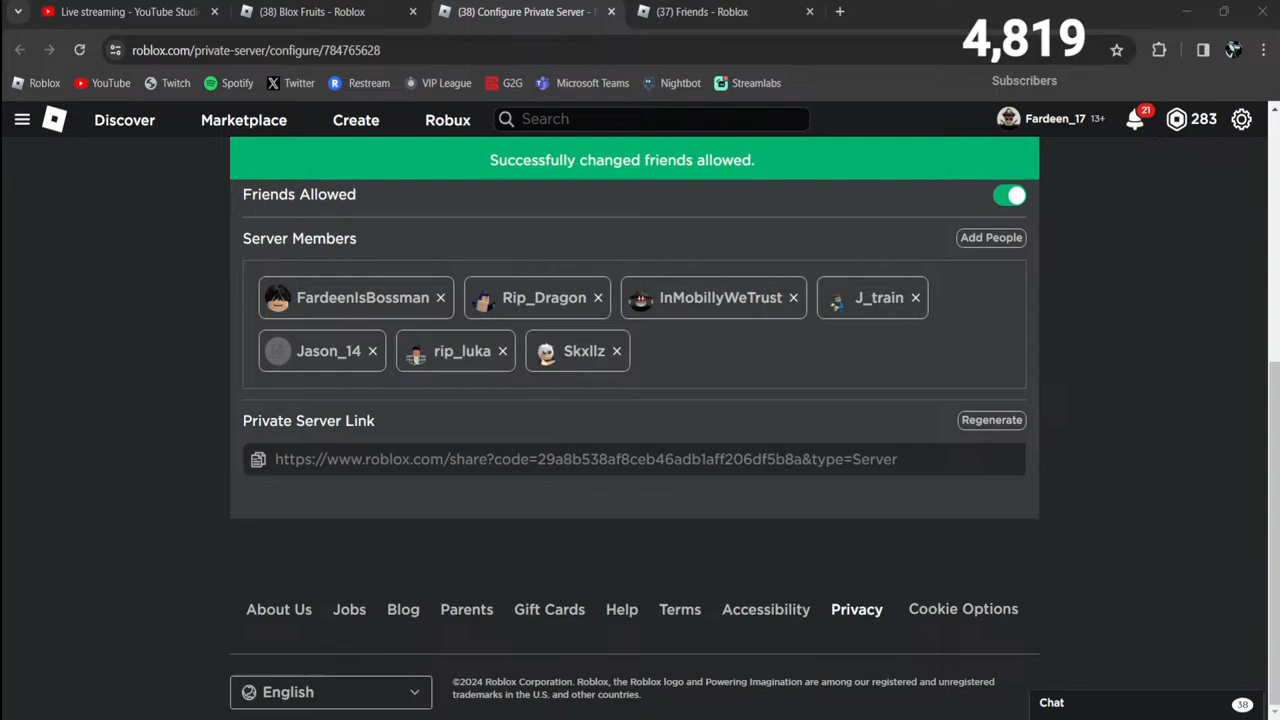 Live streaming - YouTube Studi
(38) Blox Fruits - Roblox
(38) Configure Private Server -
(37) Friends - Roblox
roblox.com/private-server/configure/784765628
4,819
Subscribers
Roblox
YouTube
Twitch
Spotify
Twitter
Restream
VIP League
G2G
Microsoft Teams
Nightbot
Streamlabs
Discover
Marketplace
Create
Robux
Search
Fardeen_17 13+
21
283
Successfully changed friends allowed.
Friends Allowed
Server Members
Add People
FardeenIsBossman
Rip_Dragon
InMobillyWeTrust
J_train
Jason_14
rip_luka
Skxllz
Private Server Link
Regenerate
https://www.roblox.com/share?code=29a8b538af8ceb46adb1aff206df5b8a&type=Server
About Us
Jobs
Blog
Parents
Gift Cards
Help
Terms
Accessibility
Privacy
Cookie Options
English
©2024 Roblox Corporation. Roblox, the Roblox logo and Powering Imagination are among our registered and unregistered
trademarks in the U.S. and other countries.
Chat
38